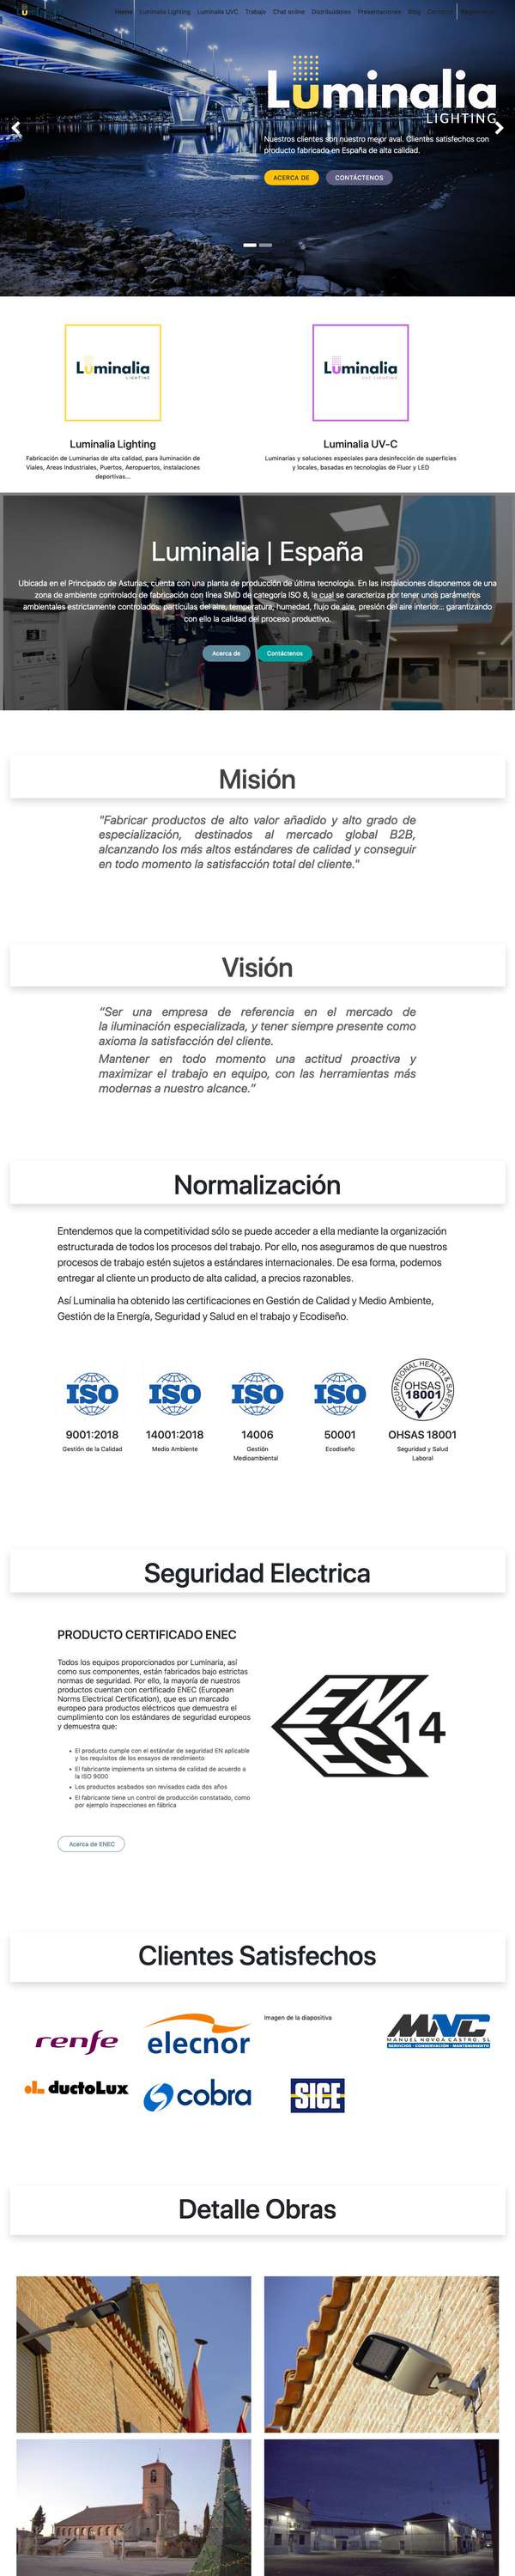 Home Luminalia Lighting Luminalia UVC Trabajo Chat online Distribuidores Presentaciones Blog
Luminalia
LIGHTING
Nuestros clientes son nuestro mejor aval. Clientes satisfechos con
producto fabricado en España de alta calidad.
ACERCA DE CONTÁCTENOS
Luminalia
LIGHTING
Luminalia
UVC LIGHTING
Luminalia Lighting
Fabricación de Luminarias de alta calidad, para iluminación de
Viales, Areas Industriales, Puertos, Aeropuertos, instalaciones
deportivas...
Luminalia UV-C
Luminarias y soluciones especiales para desinfección de superficies
y locales, basadas en tecnologías de Fluor y LED
Luminalia | España
Ubicada en el Principado de Asturias, cuenta con una planta de producción de última tecnología. En las instalaciones disponemos de una
zona de ambiente controlado de fabricación con línea SMD de categoría ISO 8, la cual se caracteriza por tener unos parámetros
ambientales estrictamente controlados: partículas del aire, temperatura, humedad, flujo de aire, presión del aire interior... garantizando
con ello la calidad del proceso productivo.
Acerca de Contáctenos
Misión
"Fabricar productos de alto valor añadido y alto grado de
especialización, destinados al mercado global B2B,
alcanzando los más altos estándares de calidad y conseguir
en todo momento la satisfacción total del cliente."
Visión
“Ser una empresa de referencia en el mercado de
la iluminación especializada, y tener siempre presente como
axioma la satisfacción del cliente.
Mantener en todo momento una actitud proactiva y
maximizar el trabajo en equipo, con las herramientas más
modernas a nuestro alcance.”
Normalización
Entendemos que la competitividad sólo se puede acceder a ella mediante la organización
estructurada de todos los procesos del trabajo. Por ello, nos aseguramos de que nuestros
procesos de trabajo estén sujetos a estándares internacionales. De esa forma, podemos
entregar al cliente un producto de alta calidad, a precios razonables.
Así Luminalia ha obtenido las certificaciones en Gestión de Calidad y Medio Ambiente,
Gestión de la Energía, Seguridad y Salud en el trabajo y Ecodiseño.
ISO
ISO
ISO
ISO
OCCUPATIONAL HEALTH & SAFETY
OHSAS
18001
9001:2018
Gestión de la Calidad
14001:2018
Medio Ambiente
14006
Gestión
Medioambiental
50001
Ecodiseño
OHSAS 18001
Seguridad y Salud
Laboral
Seguridad Electrica
PRODUCTO CERTIFICADO ENEC
Todos los equipos proporcionados por Luminaria, así
como sus componentes, están fabricados bajo estrictas
normas de seguridad. Por ello, la mayoría de nuestros
productos cuentan con certificado ENEC (European
Norms Electrical Certification), que es un marcado
europeo para productos eléctricos que demuestra el
cumplimiento con los estándares de seguridad europeos
y demuestra que:
El producto cumple con el estándar de seguridad EN aplicable
y los requisitos de los ensayos de rendimiento
El fabricante implementa un sistema de calidad de acuerdo a
la ISO 9000
Los productos acabados son revisados cada dos años
El fabricante tiene un control de producción constatado, como
por ejemplo inspecciones en fábrica
Acerca de ENEC
ENEC
14
Clientes Satisfechos
renfe
elecnor
Imagen de la diapositiva
MNC
MANUEL NOVOA CASTRO, SL
SERVICIOS - CONSERVACIÓN - MANTENIMIENTO
ductoLux
cobra
SICE
Detalle Obras